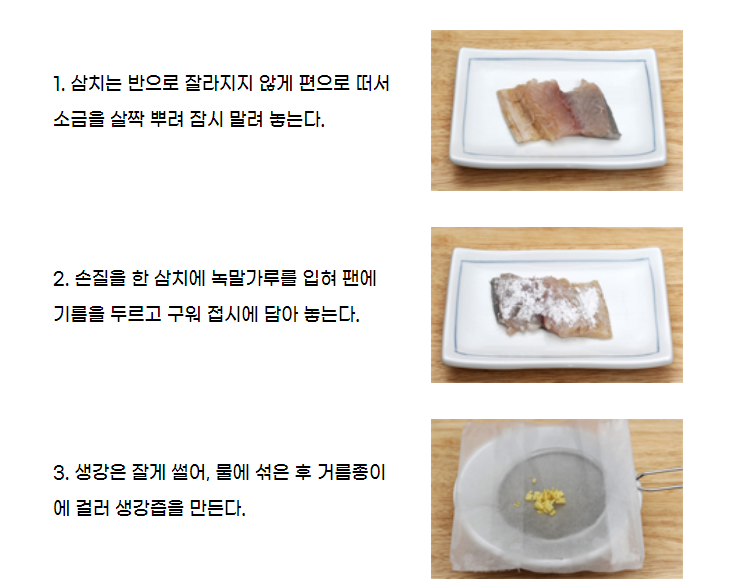 1. 삼치는 반으로 잘라지지 않게 편으로 떠서
소금을 살짝 뿌려 잠시 말려 놓는다.
2. 손질을 한 삼치에 녹말가루를 입혀 팬에
기름을 두르고 구워 접시에 담아 놓는다.
3. 생강은 잘게 썰어, 물에 섞은 후 거름종이
에 걸러 생강즙을 만든다.